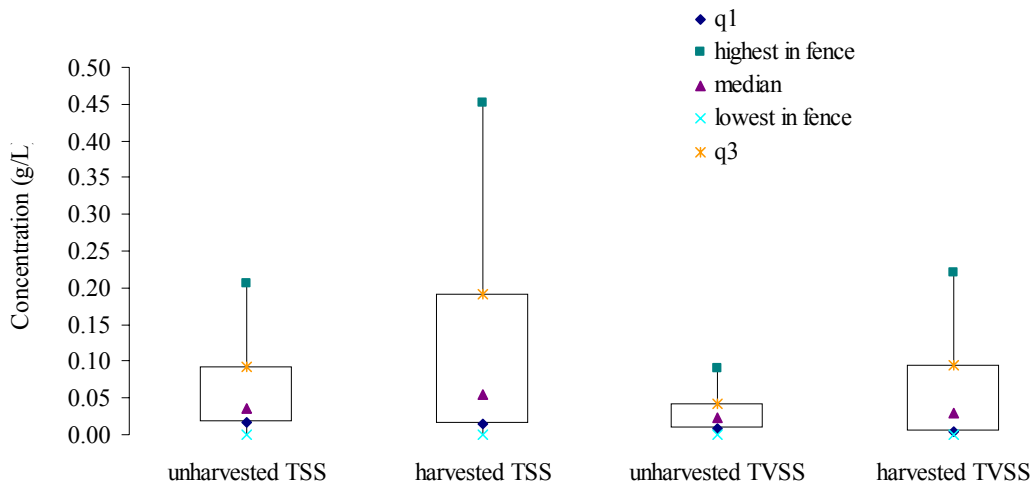 q1
highest in fence
median
lowest in fence
q3
Concentration (g/L)
0.50
0.45
0.40
0.35
0.30
0.25
0.20
0.15
0.10
0.05
0.00
unharvested TSS
harvested TSS
unharvested TVSS
harvested TVSS